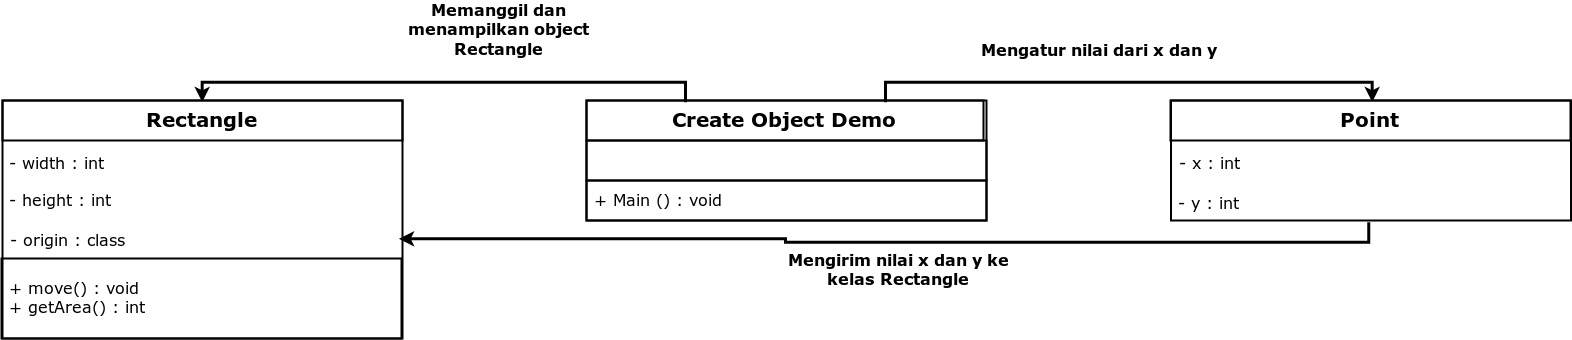 Memanggil dan
menampilkan object
Rectangle
Mengatur nilai dari x dan y
Rectangle
- width : int
- height : int
- origin : class
+ move() : void
+ getArea() : int
Create Object Demo
+ Main () : void
Point
- x : int
- y : int
Mengirim nilai x dan y ke
kelas Rectangle